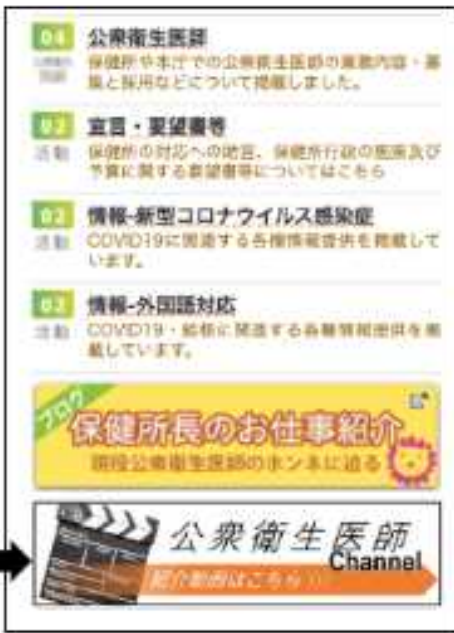 04 公衆衛生医師
保健所や本庁での公衆衛生医師の業務内容・募
集と採用などについて掲載しました。
03 宣言・要望書等
活動 保健所の対応への提言、保健所行政の施策及び
予算に関する要望書等についてはこちら
03 情報-新型コロナウイルス感染症
活動 COVID19に関連する各種情報提供を掲載して
います。
03 情報-外国語対応
活動 COVID19・結核に関連する各種情報提供を掲
載しています。
ブログ
保健所長のお仕事紹介
現役公衆衛生医師のホンネに迫る
公衆衛生医師
Channel
紹介動画はこちら